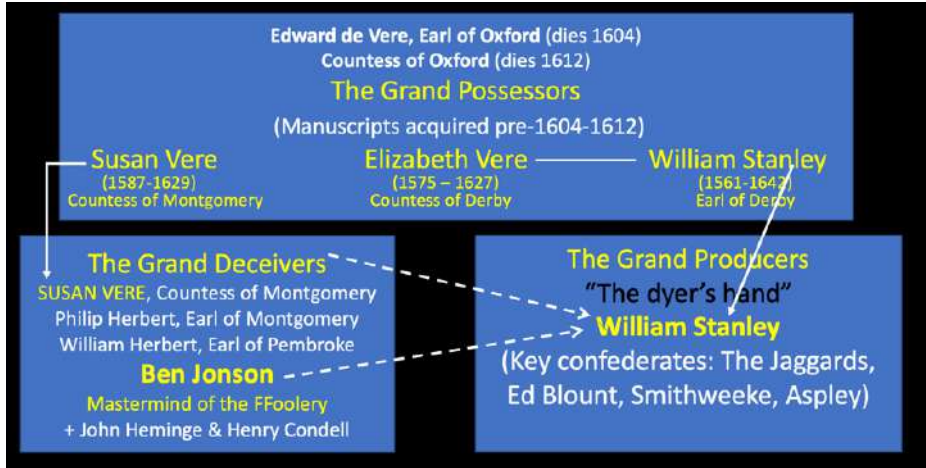 Edward de Vere, Earl of Oxford (dies 1604)
Countess of Oxford (dies 1612)
The Grand Possessors
(Manuscripts acquired pre-1604-1612)
Susan Vere
(1587-1629)
Countess of Montgomery
Elizabeth Vere
(1575 – 1627)
Countess of Derby
William Stanley
(1561-1642)
Earl of Derby
The Grand Deceivers
SUSAN VERE, Countess of Montgomery
Philip Herbert, Earl of Montgomery
William Herbert, Earl of Pembroke
Ben Jonson
Mastermind of the FFoolery
+ John Heminge & Henry Condell
The Grand Producers
“The dyer’s hand”
William Stanley
(Key confederates: The Jaggards,
Ed Blount, Smithweeke, Aspley)